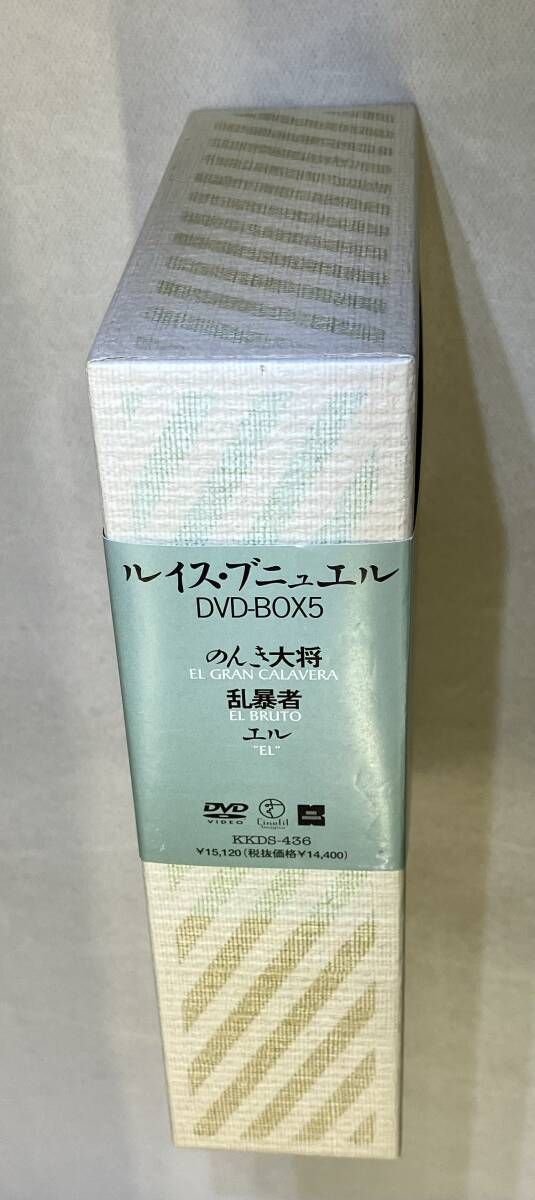 ルイス・ブニュエル
DVD-BOX5
のんき大将
EL GRAN CALAVERA
乱暴者
EL BRUTO
エル
"EL"
DVD VIDEO Cinefil
KKDS-436
¥15,120(税抜価格¥14,400)